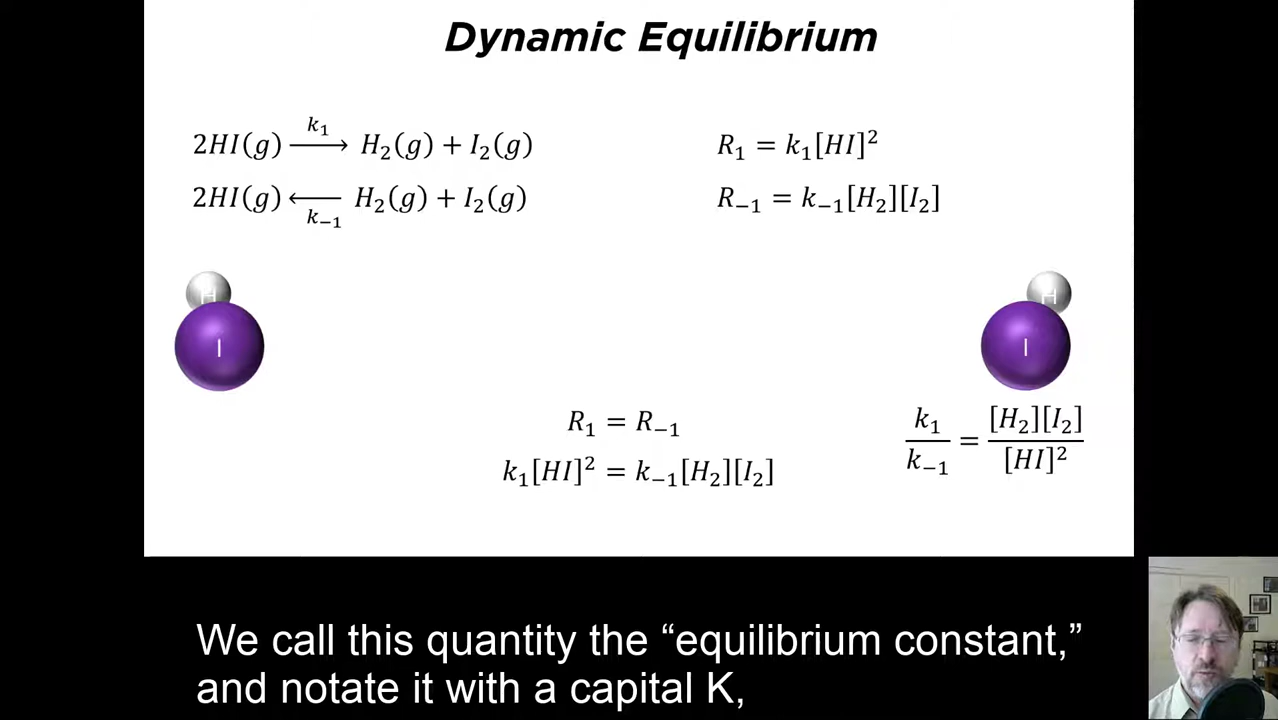 Dynamic Equilibrium
2HI(g) —k₁→ H₂(g) + I₂(g)
R₁ = k₁[HI]²
2HI(g) ←k₋₁— H₂(g) + I₂(g)
R₋₁ = k₋₁[H₂][I₂]
H
I
H
I
R₁ = R₋₁
k₁[HI]² = k₋₁[H₂][I₂]
k₁/k₋₁ = [H₂][I₂]/[HI]²
We call this quantity the “equilibrium constant,”
and notate it with a capital K,